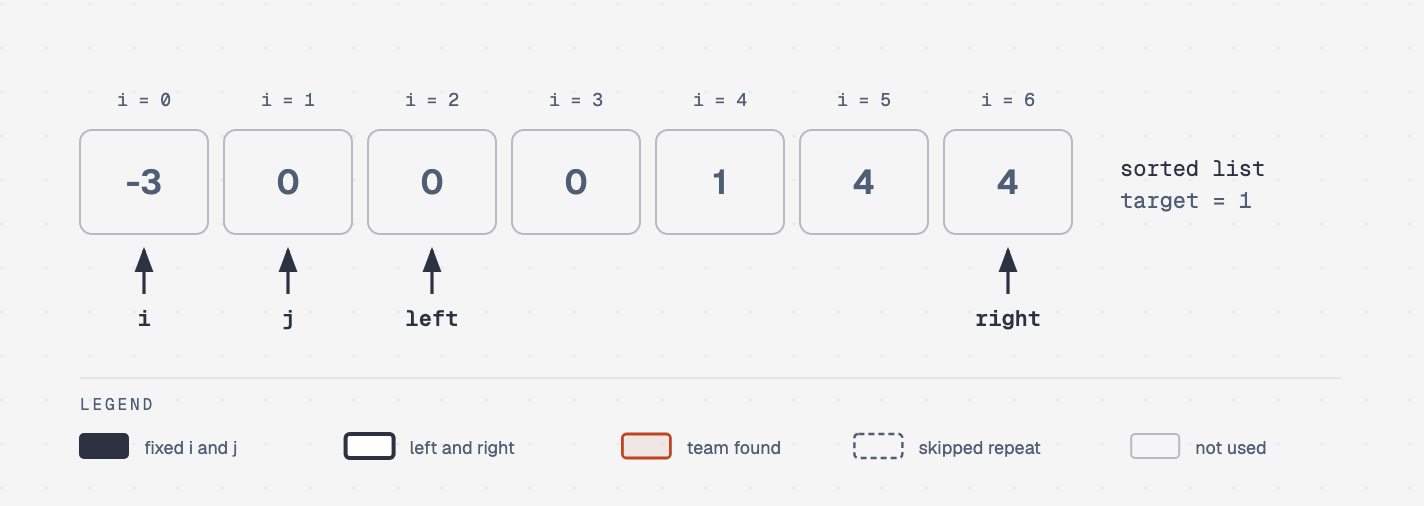 i = 0 i = 1 i = 2 i = 3 i = 4 i = 5 i = 6
-3 0 0 0 1 4 4
sorted list
target = 1
i j left right
LEGEND
fixed i and j left and right team found skipped repeat not used